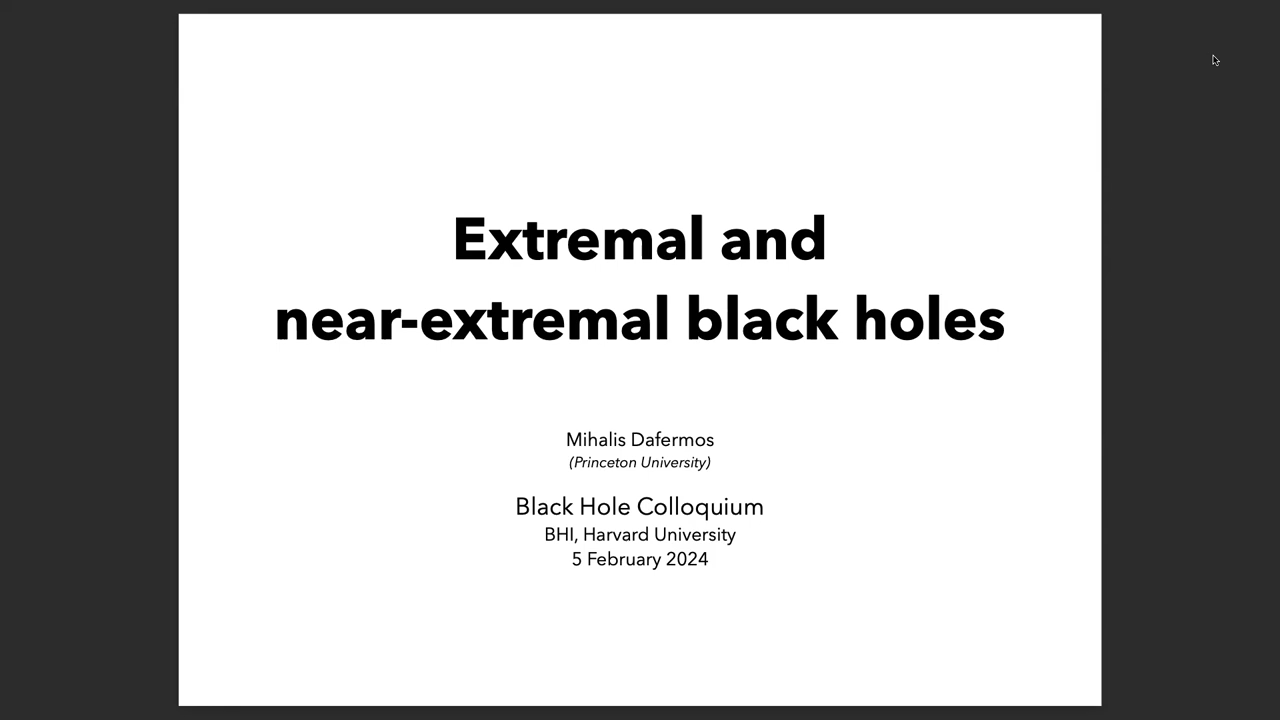 Extremal and
near-extremal black holes
Mihalis Dafermos
(Princeton University)
Black Hole Colloquium
BHI, Harvard University
5 February 2024